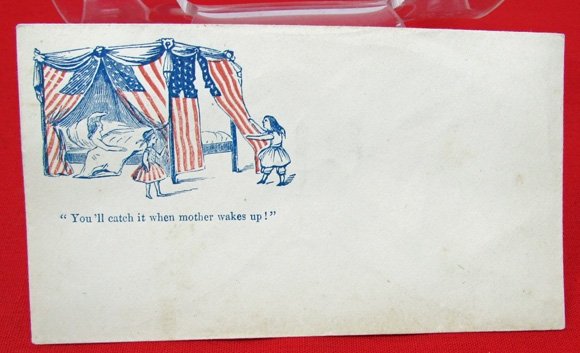 “ You’ll catch it when mother wakes up!”